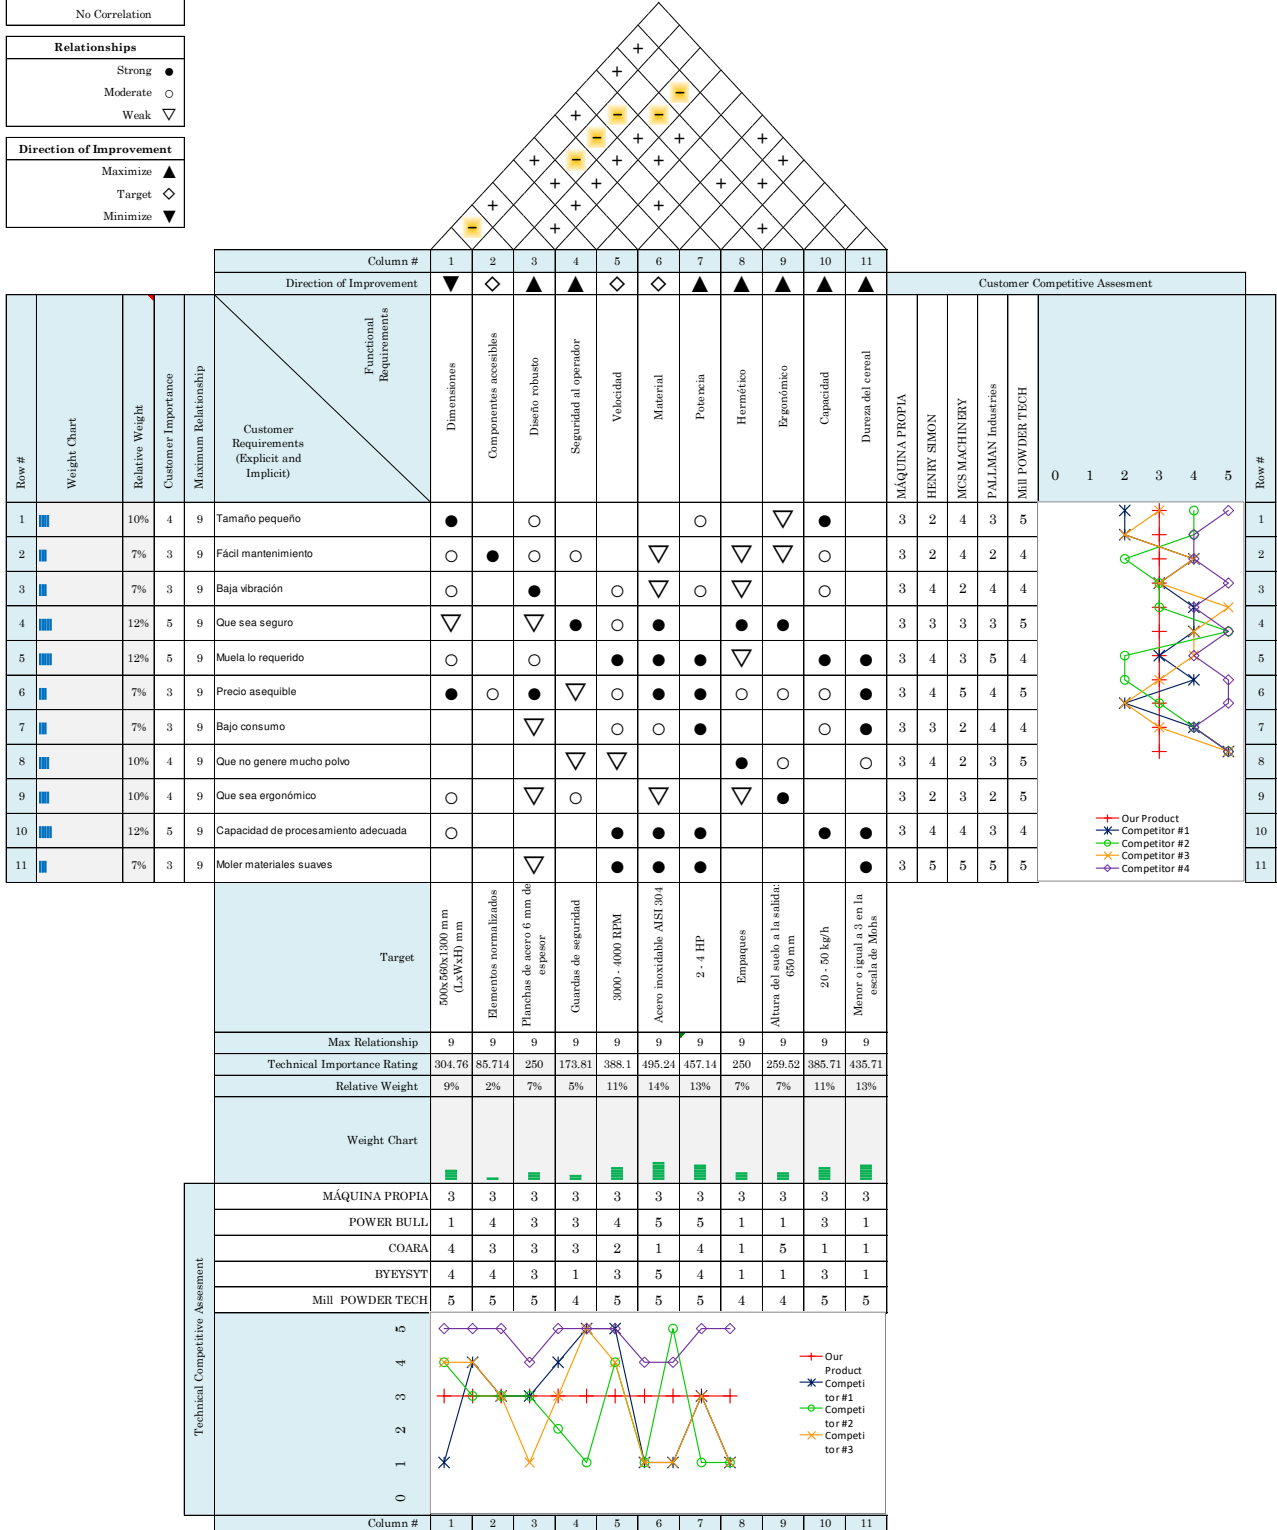 No Correlation
Relationships
Strong ●
Moderate ○
Weak ▽
Direction of Improvement
Maximize ▲
Target ◇
Minimize ▼
Column # 1 2 3 4 5 6 7 8 9 10 11
Direction of Improvement ▼ ◇ ▲ ▲ ◇ ◇ ▲ ▲ ▲ ▲ ▲
Customer Competitive Assesment
Row #
Weight Chart
Relative Weight
Customer Importance
Maximum Relationship
Functional
Requirements
Customer
Requirements
(Explicit and
Implicit)
Dimensiones
Componentes accesibles
Diseño robusto
Seguridad al operador
Velocidad
Material
Potencia
Hermético
Ergonómico
Capacidad
Dureza del cereal
MÁQUINA PROPIA
HENRY SIMON
MCS MACHINERY
PALLMAN Industries
Mill POWDER TECH
0 1 2 3 4 5
Row #
1 10% 4 9 Tamaño pequeño ● ○ ○ ▽ ● 3 2 4 3 5 1
2 7% 3 9 Fácil mantenimiento ○ ● ○ ○ ▽ ▽ ▽ ○ 3 2 4 2 4 2
3 7% 3 9 Baja vibración ○ ● ○ ▽ ○ ▽ ○ 3 4 2 4 4 3
4 12% 5 9 Que sea seguro ▽ ▽ ● ○ ● ● ● 3 3 3 3 5 4
5 12% 5 9 Muela lo requerido ○ ○ ● ● ● ▽ ● ● 3 4 3 5 4 5
6 7% 3 9 Precio asequible ● ○ ● ▽ ○ ● ● ○ ○ ○ ● 3 4 5 4 5 6
7 7% 3 9 Bajo consumo ▽ ○ ○ ● ○ ● 3 3 2 4 4 7
8 10% 4 9 Que no genere mucho polvo ▽ ▽ ● ○ ○ 3 4 2 3 5 8
9 10% 4 9 Que sea ergonómico ○ ▽ ○ ▽ ▽ ● 3 2 3 2 5 9
10 12% 5 9 Capacidad de procesamiento adecuada ○ ● ● ● ● ● 3 4 4 3 4 10
11 7% 3 9 Moler materiales suaves ▽ ● ● ● ● 3 5 5 5 5 11
Our Product
Competitor #1
Competitor #2
Competitor #3
Competitor #4
Target
500x560x1300 mm
(LxWxH) mm
Elementos normalizados
Planchas de acero 6 mm de
espesor
Guardas de seguridad
3000 - 4000 RPM
Acero inoxidable AISI 304
2 - 4 HP
Empaques
Altura del suelo a la salida:
650 mm
20 - 50 kg/h
Menor o igual a 3 en la
escala de Mohs
Max Relationship 9 9 9 9 9 9 9 9 9 9 9
Technical Importance Rating 304.76 85.714 250 173.81 388.1 495.24 457.14 250 259.52 385.71 435.71
Relative Weight 9% 2% 7% 5% 11% 14% 13% 7% 7% 11% 13%
Weight Chart
Technical Competitive Assesment
MÁQUINA PROPIA 3 3 3 3 3 3 3 3 3 3 3
POWER BULL 1 4 3 3 4 5 5 1 1 3 1
COARA 4 3 3 3 2 1 4 1 5 1 1
BYEYSYT 4 4 3 1 3 5 4 1 1 3 1
Mill POWDER TECH 5 5 5 4 5 5 5 4 4 5 5
5
4
3
2
1
0
Our
Product
Competi
tor #1
Competi
tor #2
Competi
tor #3
Column # 1 2 3 4 5 6 7 8 9 10 11